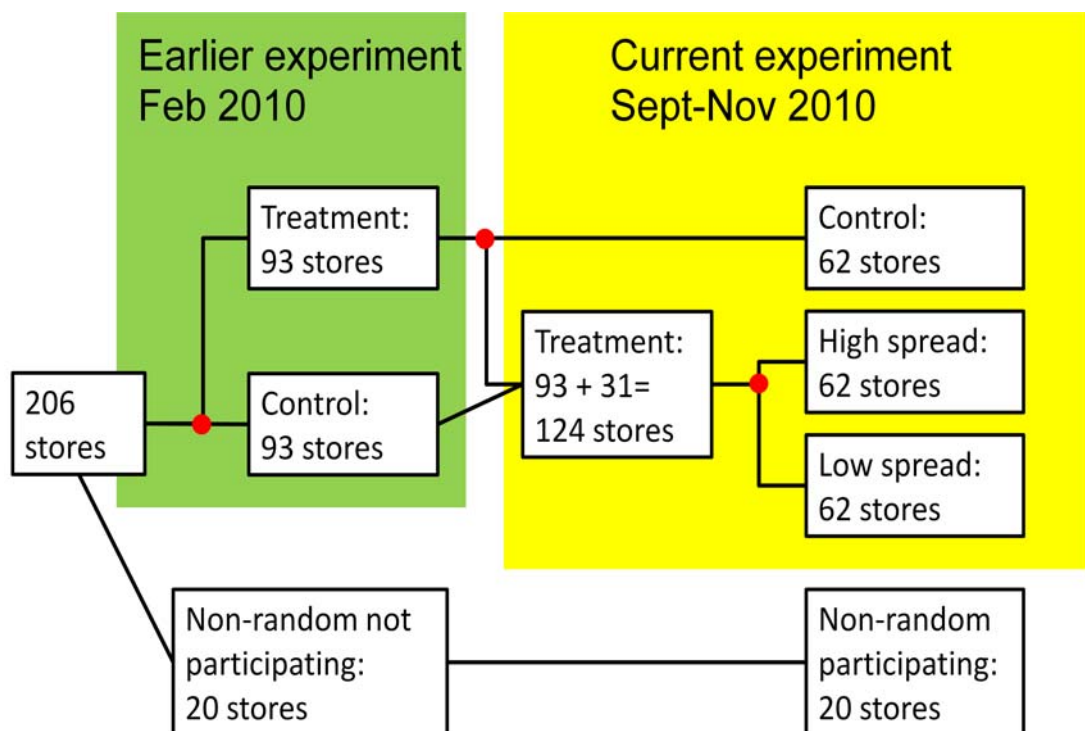 Earlier experiment
Feb 2010
Current experiment
Sept-Nov 2010
Treatment:
93 stores
Control:
62 stores
Treatment:
93 + 31=
124 stores
High spread:
62 stores
206
stores
Control:
93 stores
Low spread:
62 stores
Non-random not
participating:
20 stores
Non-random
participating:
20 stores